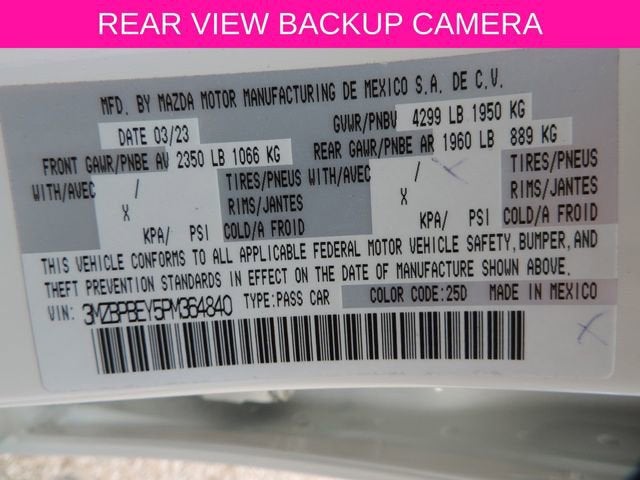 REAR VIEW BACKUP CAMERA
MFD. BY MAZDA MOTOR MANUFACTURING DE MEXICO S.A. DE C.V.
DATE 03/23 GVWR/PNBV 4299 LB 1950 KG
FRONT GAWR/PNBE AV 2350 LB 1066 KG REAR GAWR/PNBE AR 1960 LB 889 KG
WITH/AVEC / TIRES/PNEUS WITH/AVEC / TIRES/PNEUS
X RIMS/JANTES X RIMS/JANTES
KPA/ PSI COLD/A FROID KPA/ PSI COLD/A FROID
THIS VEHICLE CONFORMS TO ALL APPLICABLE FEDERAL MOTOR VEHICLE SAFETY, BUMPER, AND
THEFT PREVENTION STANDARDS IN EFFECT ON THE DATE OF MANUFACTURE SHOWN ABOVE.
VIN: 3MZBPBEY5PM364840 TYPE:PASS CAR COLOR CODE:25D MADE IN MEXICO